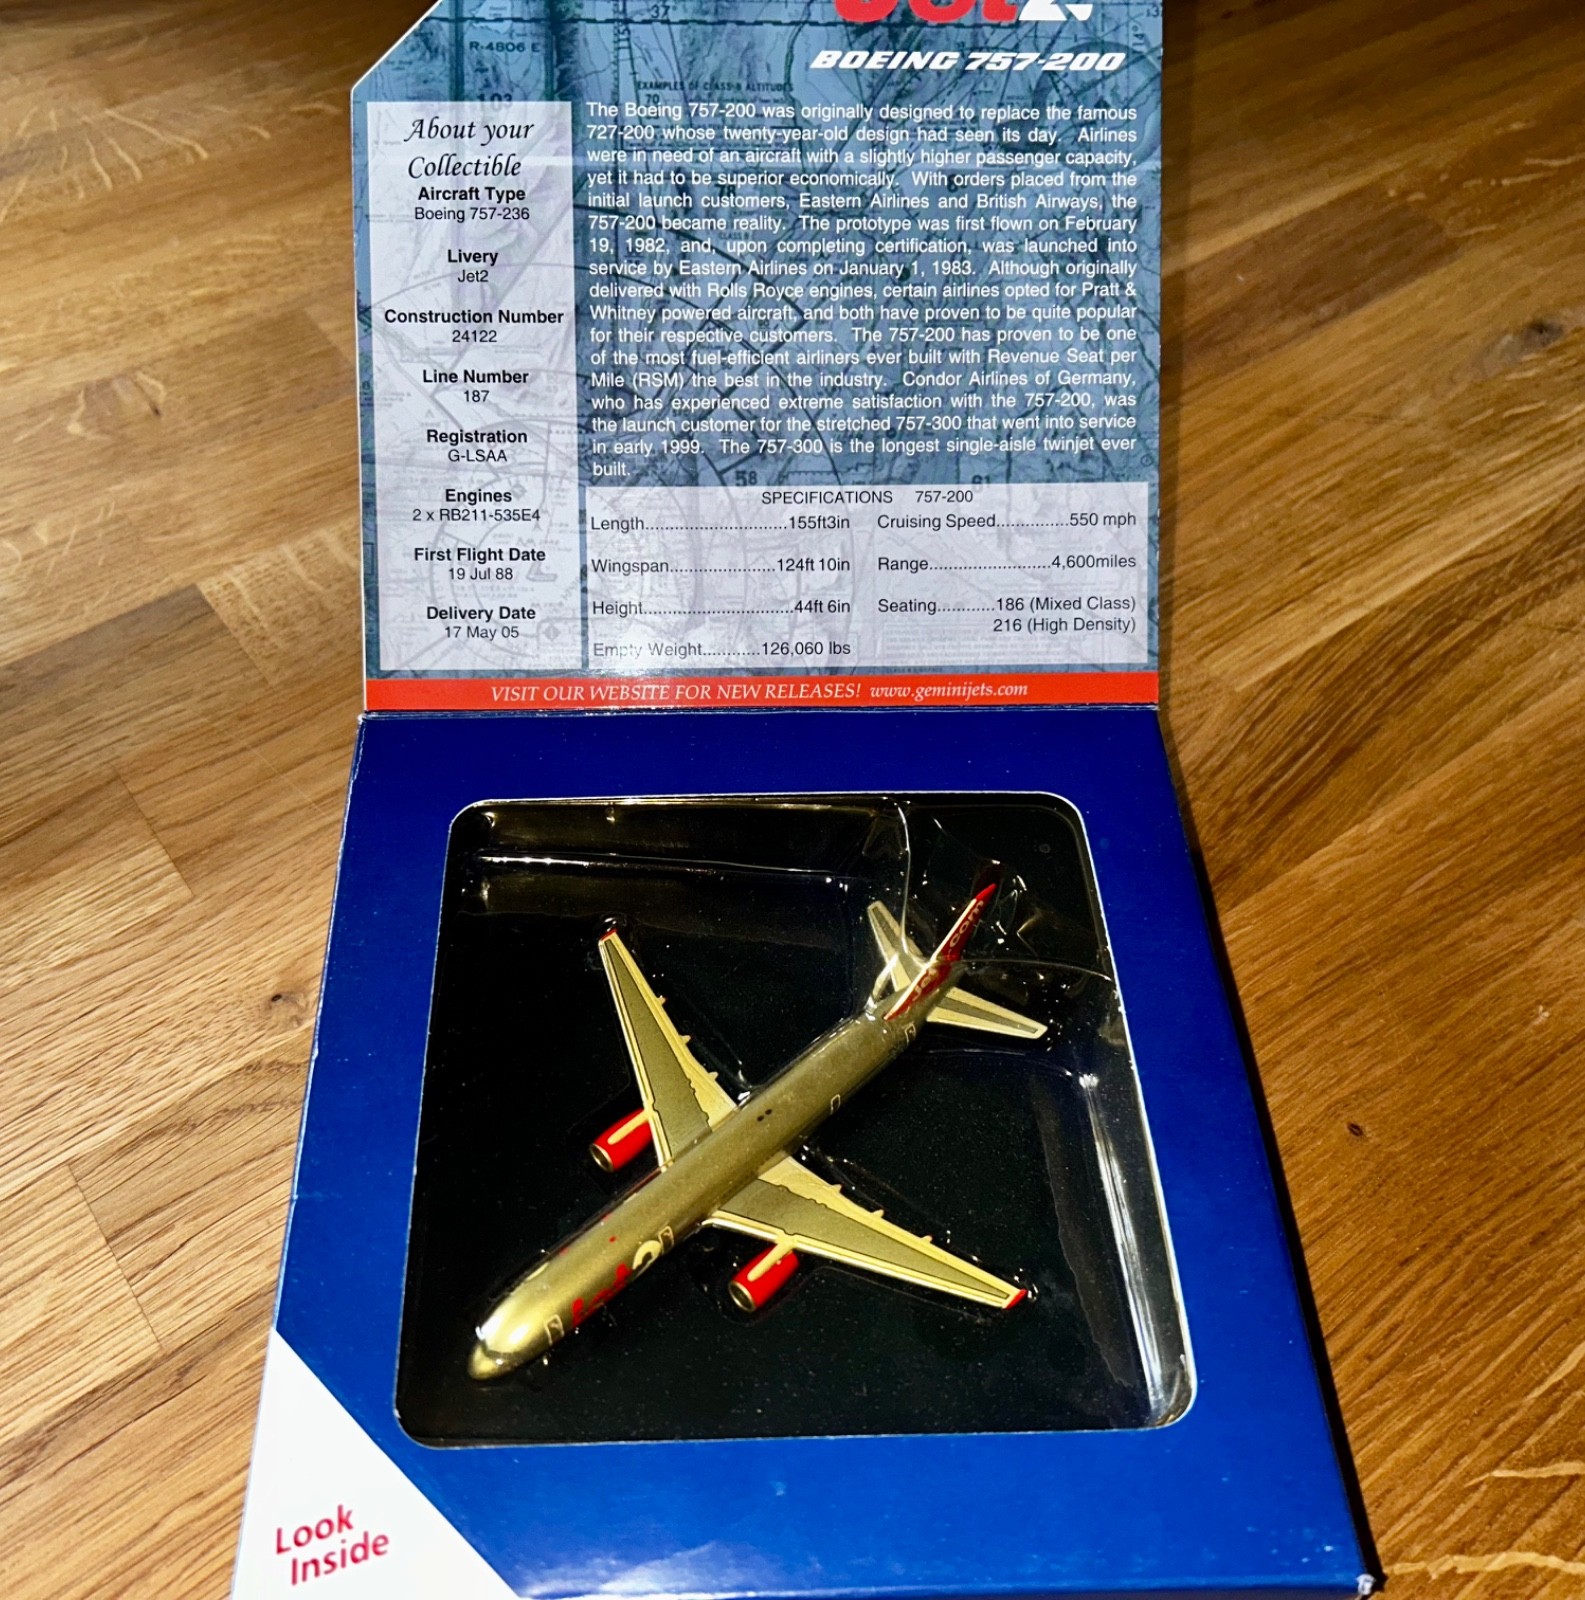 BOEING 757-200
R-4806 E
EXAMPLES OF CLASS B ALTITUDES
About your
Collectible
Aircraft Type
Boeing 757-236
Livery
Jet2
Construction Number
24122
Line Number
187
Registration
G-LSAA
Engines
2 x RB211-535E4
First Flight Date
19 Jul 88
Delivery Date
17 May 05
The Boeing 757-200 was originally designed to replace the famous
727-200 whose twenty-year-old design had seen its day. Airlines
were in need of an aircraft with a slightly higher passenger capacity,
yet it had to be superior economically. With orders placed from the
initial launch customers, Eastern Airlines and British Airways, the
757-200 became reality. The prototype was first flown on February
19, 1982, and, upon completing certification, was launched into
service by Eastern Airlines on January 1, 1983. Although originally
delivered with Rolls Royce engines, certain airlines opted for Pratt &
Whitney powered aircraft, and both have proven to be quite popular
for their respective customers. The 757-200 has proven to be one
of the most fuel-efficient airliners ever built with Revenue Seat per
Mile (RSM) the best in the industry. Condor Airlines of Germany,
who has experienced extreme satisfaction with the 757-200, was
the launch customer for the stretched 757-300 that went into service
in early 1999. The 757-300 is the longest single-aisle twinjet ever
built.
SPECIFICATIONS 757-200
Length...........................155ft3in
Wingspan....................124ft 10in
Height............................44ft 6in
Empty Weight...........126,060 lbs
Cruising Speed..............550 mph
Range.......................4,600miles
Seating...........186 (Mixed Class)
216 (High Density)
VISIT OUR WEBSITE FOR NEW RELEASES! www.geminijets.com
Look
Inside